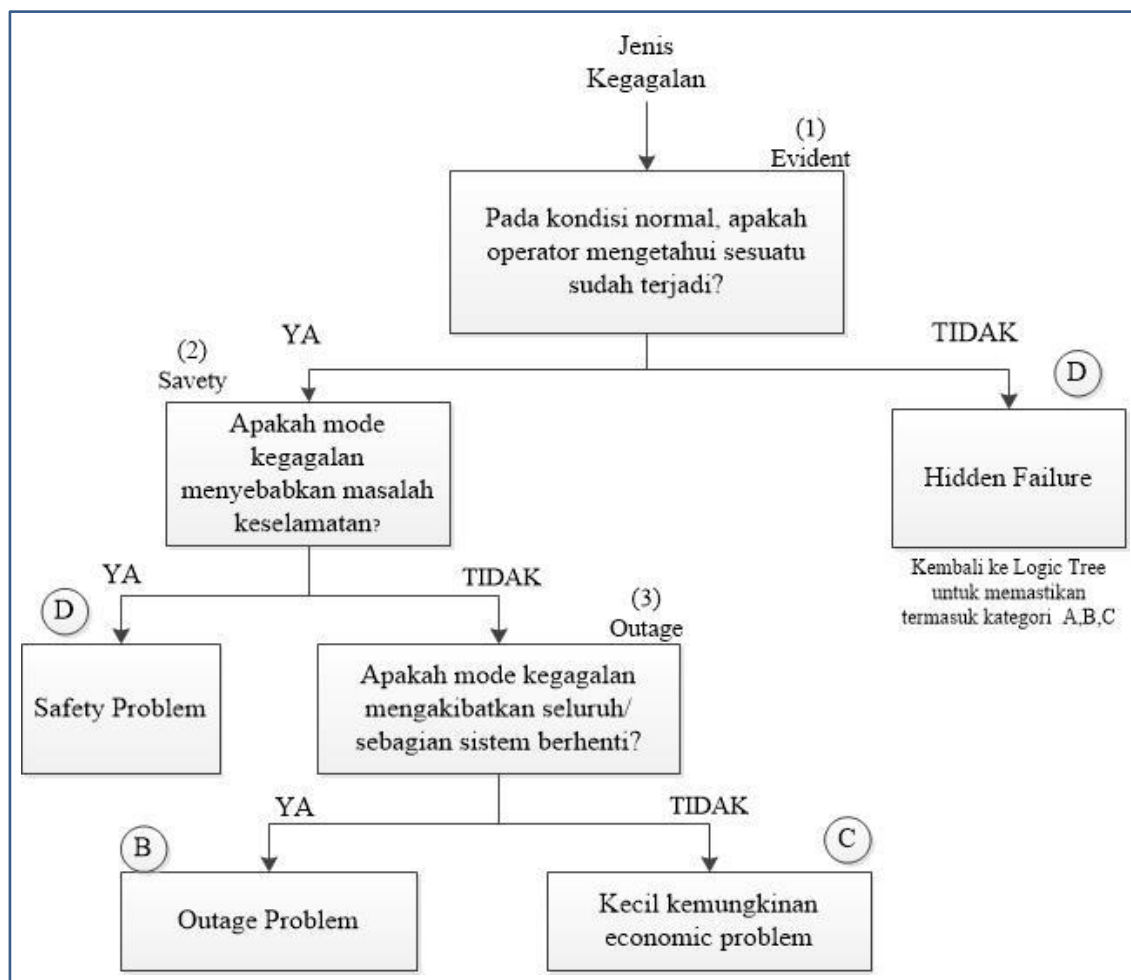 Jenis
Kegagalan
(1)
Evident
Pada kondisi normal, apakah
operator mengetahui sesuatu
sudah terjadi?
YA
TIDAK
(2)
Savety
D
Apakah mode
kegagalan
menyebabkan masalah
keselamatan?
Hidden Failure
Kembali ke Logic Tree
untuk memastikan
termasuk kategori A,B,C
YA
TIDAK
D
(3)
Outage
Safety Problem
Apakah mode kegagalan
mengakibatkan seluruh/
sebagian sistem berhenti?
YA
TIDAK
B
C
Outage Problem
Kecil kemungkinan
economic problem